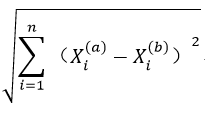 √∑_{i=1}^{n} （X_i^{(a)} − X_i^{(b)}）^2